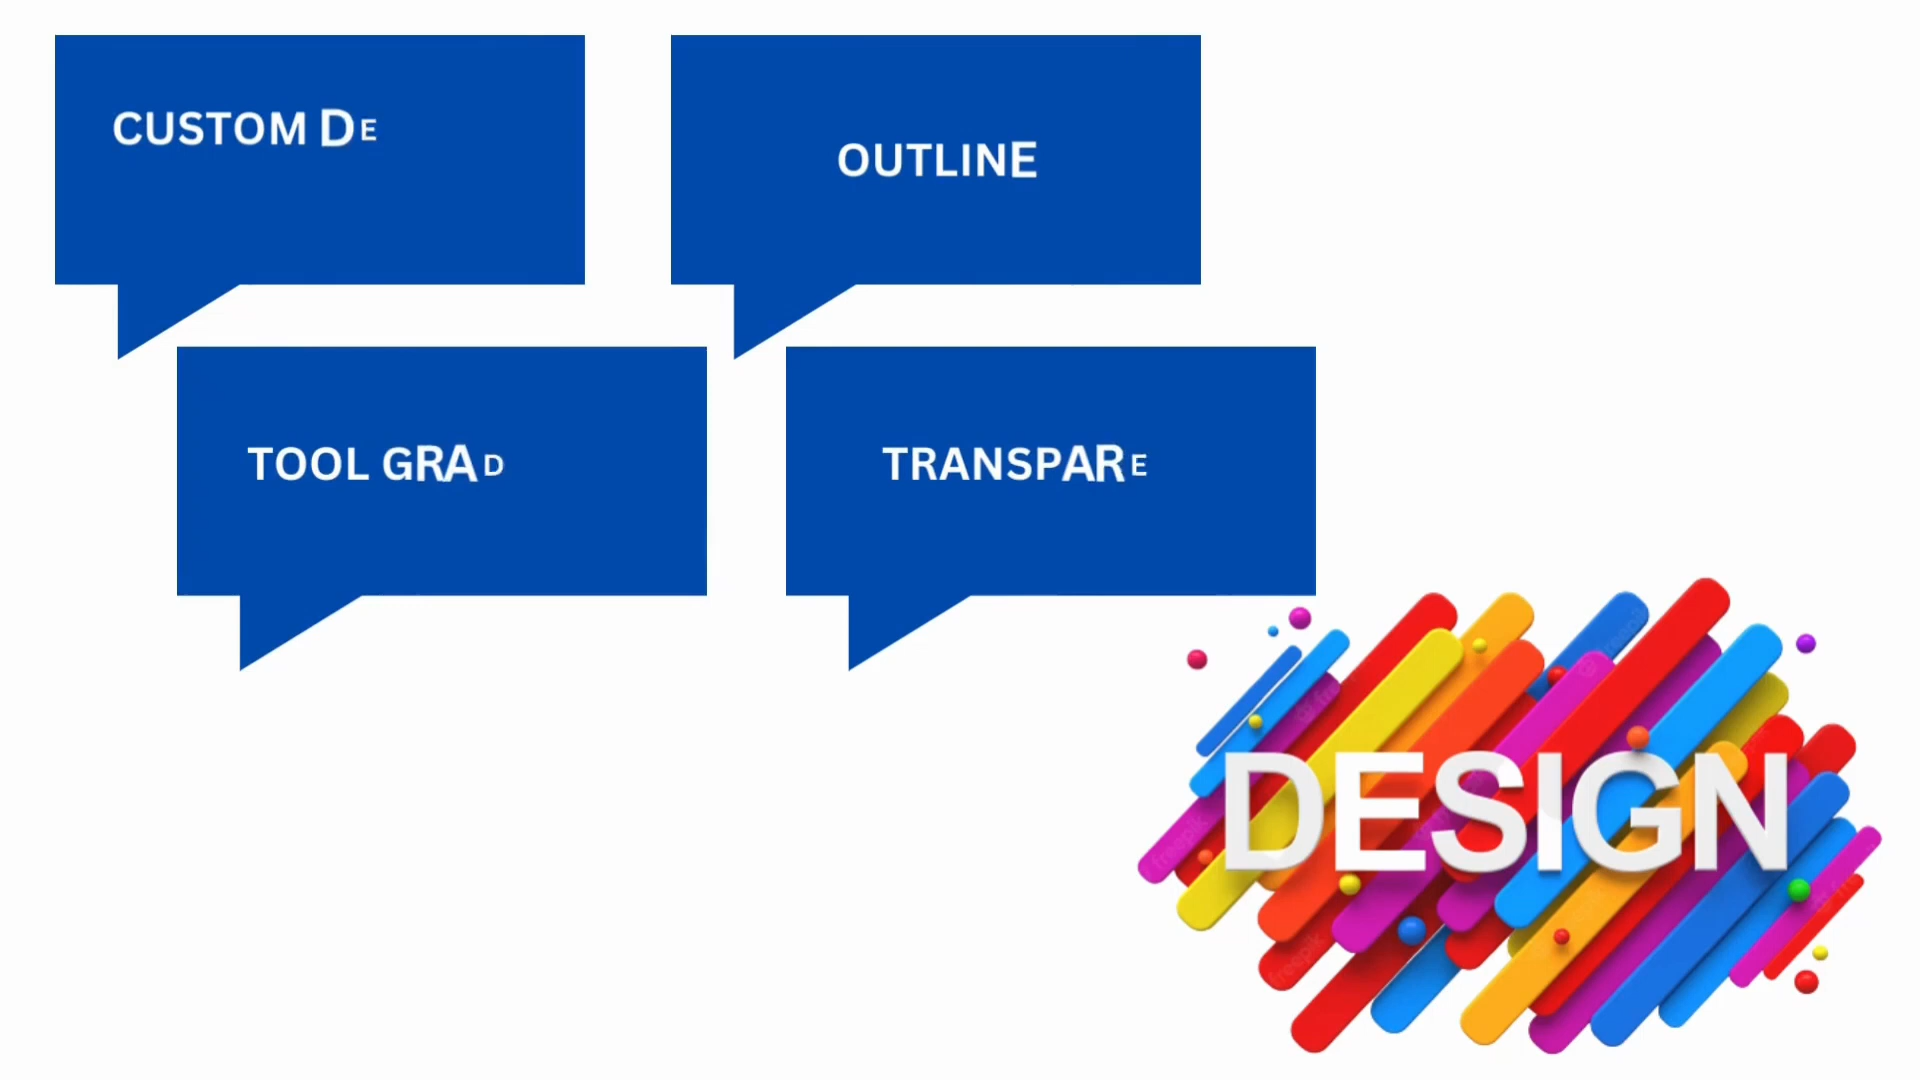 CUSTOM DE
OUTLINE
TOOL GRAD
TRANSPARE
DESIGN